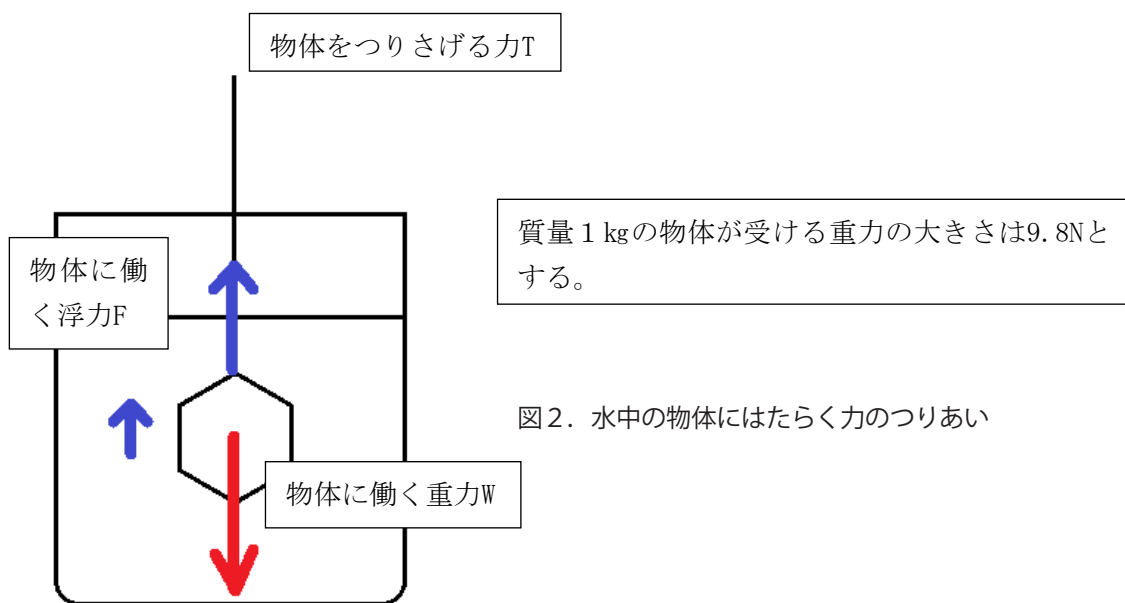 物体をつりさげる力T
質量１㎏の物体が受ける重力の大きさは9.8Nと
する。
物体に働
く浮力F
図２．水中の物体にはたらく力のつりあい
物体に働く重力W